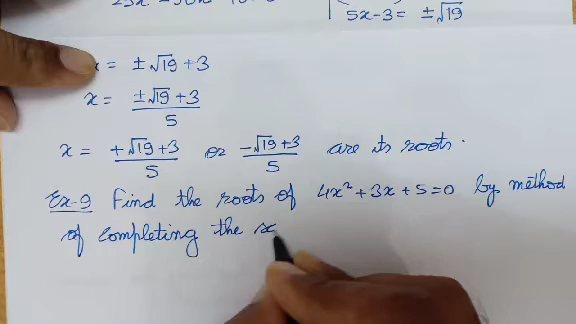 5x-3 = ±√19
x = ±√19 + 3
x = (±√19 + 3)/5
x = (+√19 + 3)/5 or (-√19 + 3)/5 are its roots.
Ex-9 Find the roots of 4x² + 3x + 5 = 0 by method
of completing the